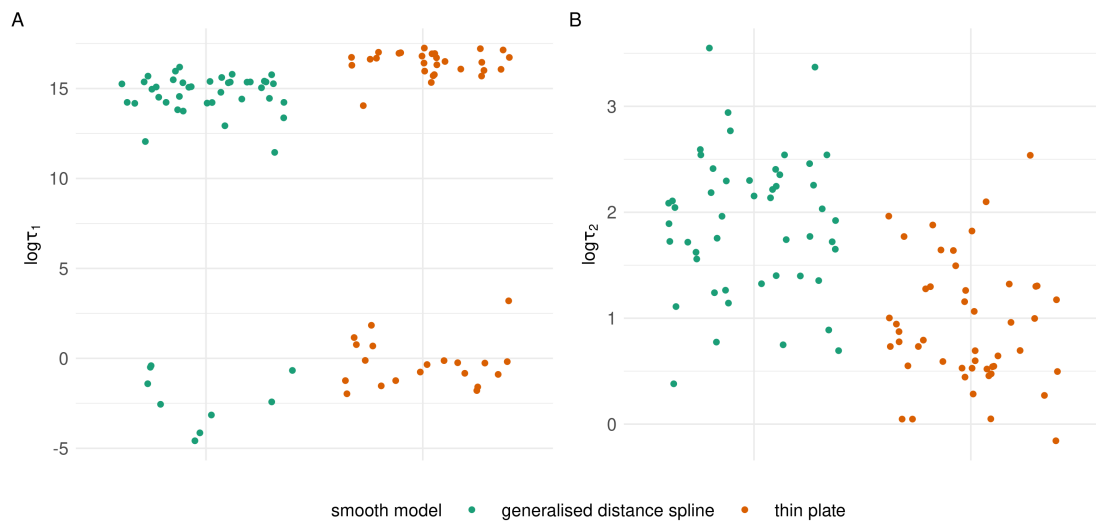 A
B
15
10
5
0
-5
logτ1
3
2
1
0
logτ2
smooth model
generalised distance spline
thin plate